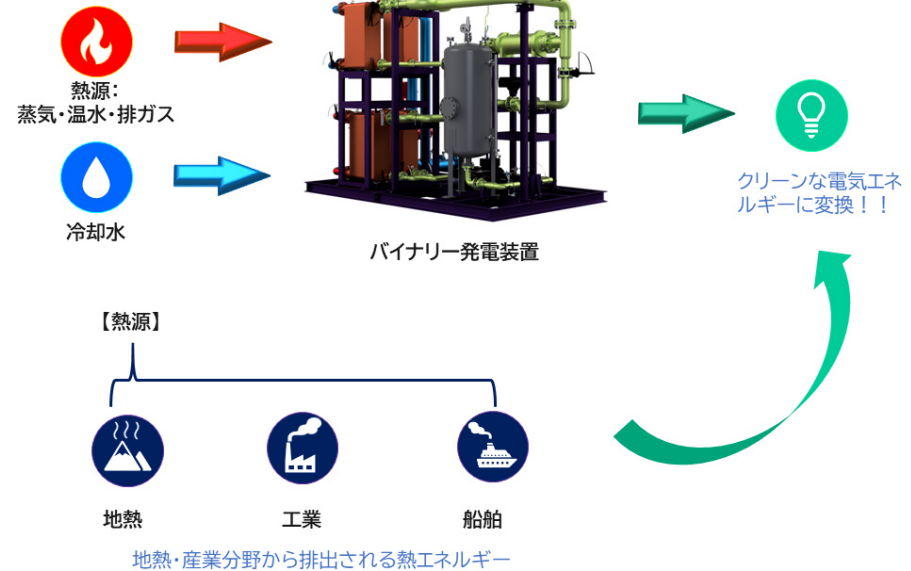 熱源：
蒸気・温水・排ガス
冷却水
バイナリー発電装置
クリーンな電気エネ
ルギーに変換！！
【熱源】
地熱
工業
船舶
地熱・産業分野から排出される熱エネルギー